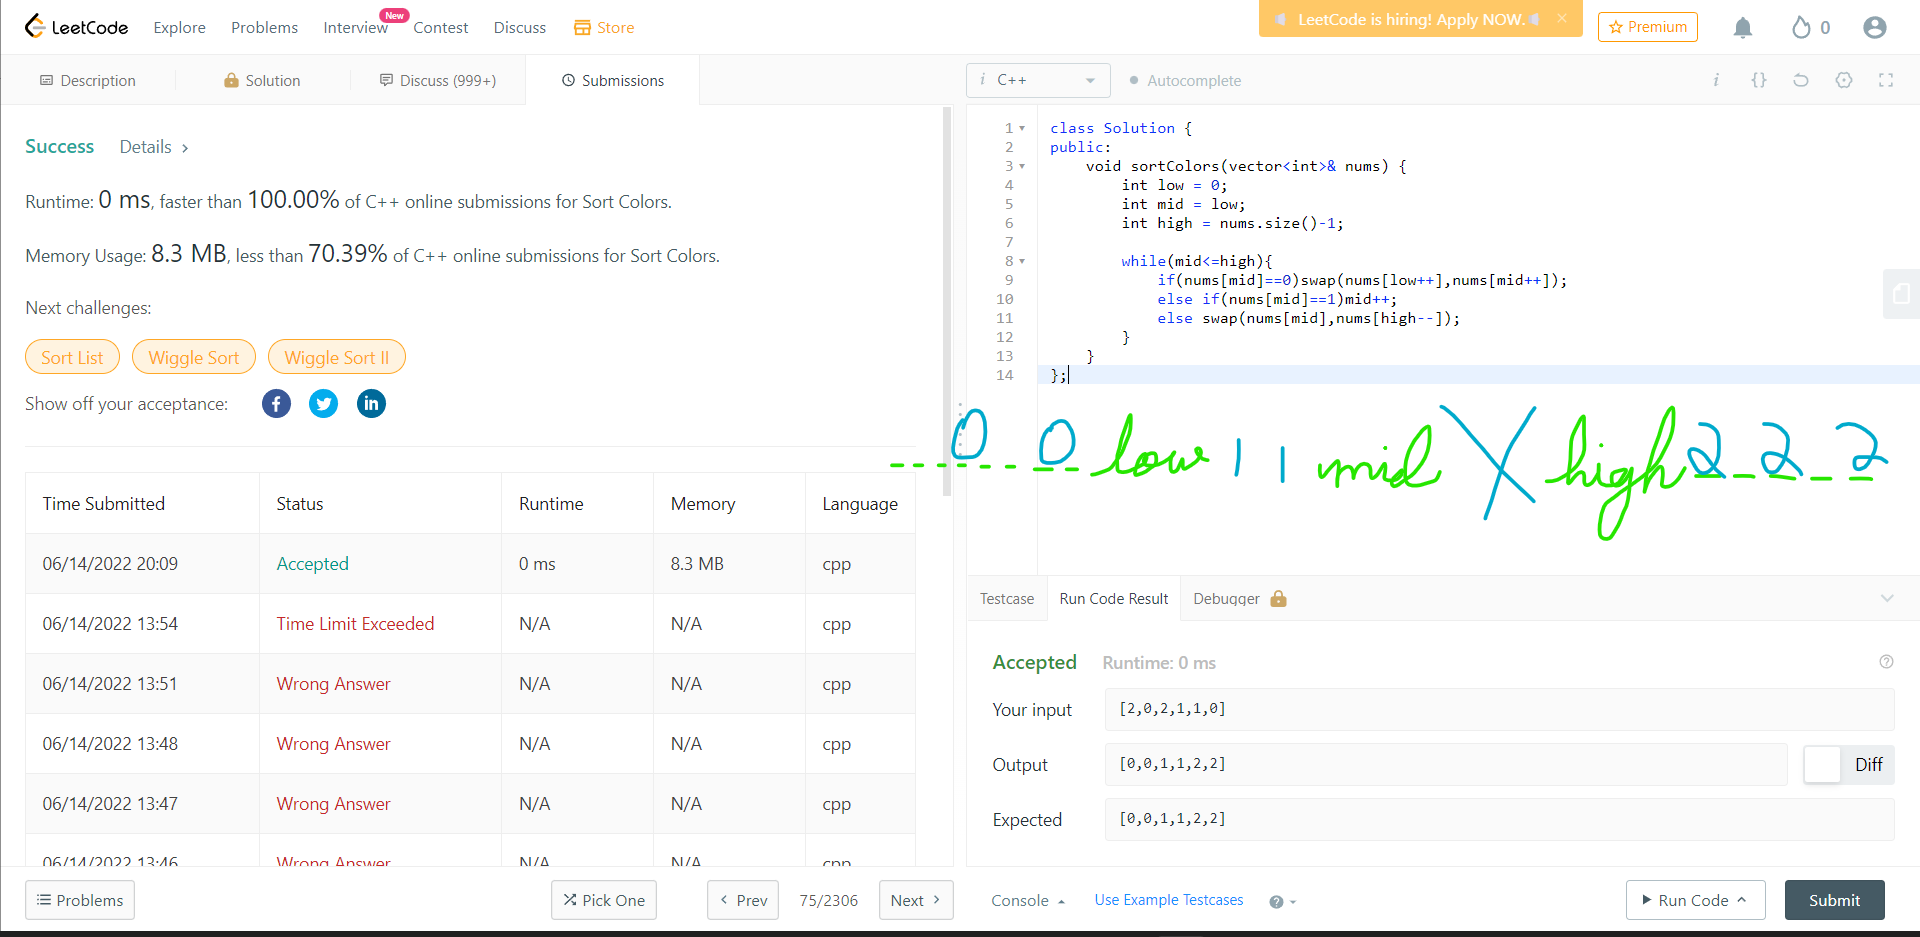 LeetCode Explore Problems Interview New Contest Discuss Store LeetCode is hiring! Apply NOW. Premium 0
Description Solution Discuss (999+) Submissions
Success Details
Runtime: 0 ms, faster than 100.00% of C++ online submissions for Sort Colors.
Memory Usage: 8.3 MB, less than 70.39% of C++ online submissions for Sort Colors.
Next challenges:
Sort List Wiggle Sort Wiggle Sort II
Show off your acceptance:
Time Submitted Status Runtime Memory Language
06/14/2022 20:09 Accepted 0 ms 8.3 MB cpp
06/14/2022 13:54 Time Limit Exceeded N/A N/A cpp
06/14/2022 13:51 Wrong Answer N/A N/A cpp
06/14/2022 13:48 Wrong Answer N/A N/A cpp
06/14/2022 13:47 Wrong Answer N/A N/A cpp
06/14/2022 13:46 Wrong Answer N/A N/A cpp
Problems Pick One Prev 75/2306 Next
i C++ Autocomplete i {}
1 class Solution {
2 public:
3 void sortColors(vector<int>& nums) {
4 int low = 0;
5 int mid = low;
6 int high = nums.size()-1;
7
8 while(mid<=high){
9 if(nums[mid]==0)swap(nums[low++],nums[mid++]);
10 else if(nums[mid]==1)mid++;
11 else swap(nums[mid],nums[high--]);
12 }
13 }
14 };
0 0 low 1 1 mid X high 2 2 2
Testcase Run Code Result Debugger
Accepted Runtime: 0 ms
Your input [2,0,2,1,1,0]
Output [0,0,1,1,2,2] Diff
Expected [0,0,1,1,2,2]
Console Use Example Testcases Run Code Submit